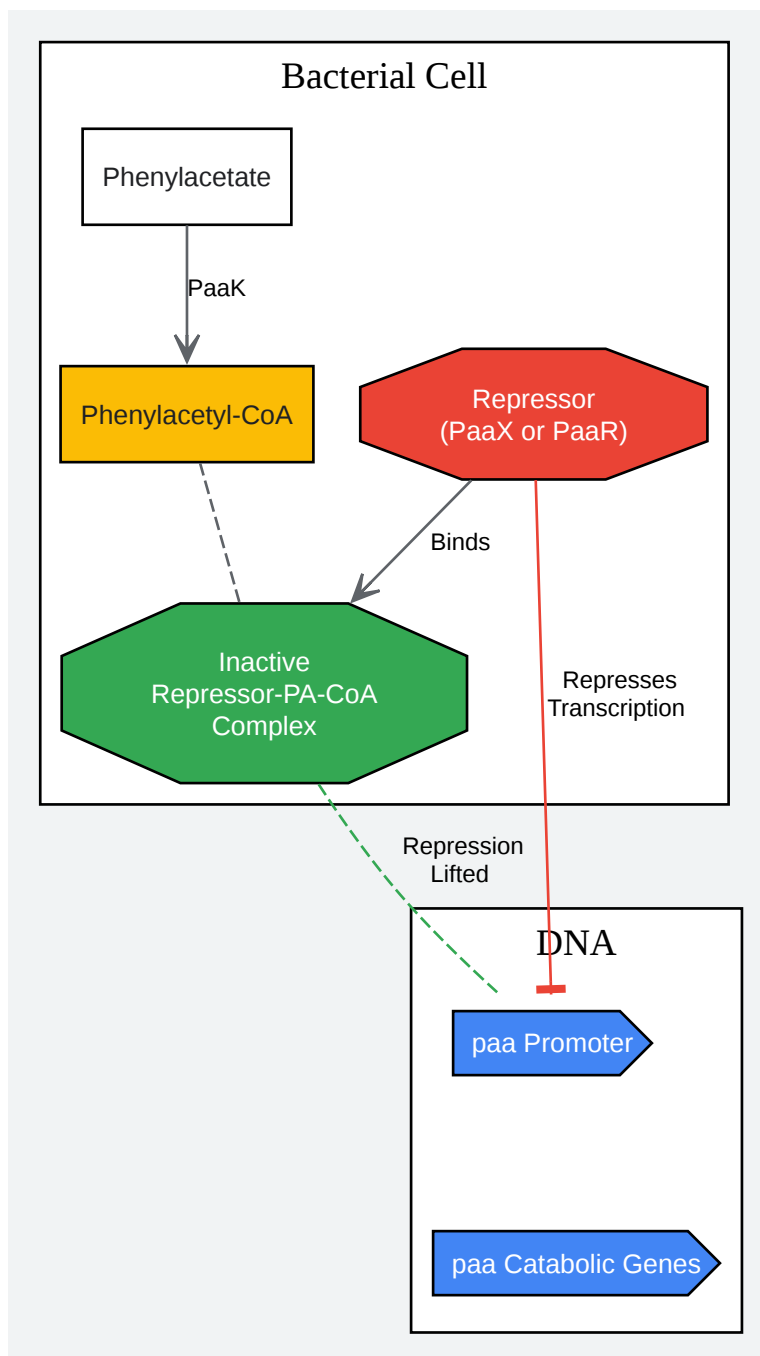 Bacterial Cell
Phenylacetate
PaaK
Phenylacetyl-CoA
Repressor
(PaaX or PaaR)
Binds
Inactive
Repressor-PA-CoA
Complex
Represses
Transcription
Repression
Lifted
DNA
paa Promoter
paa Catabolic Genes